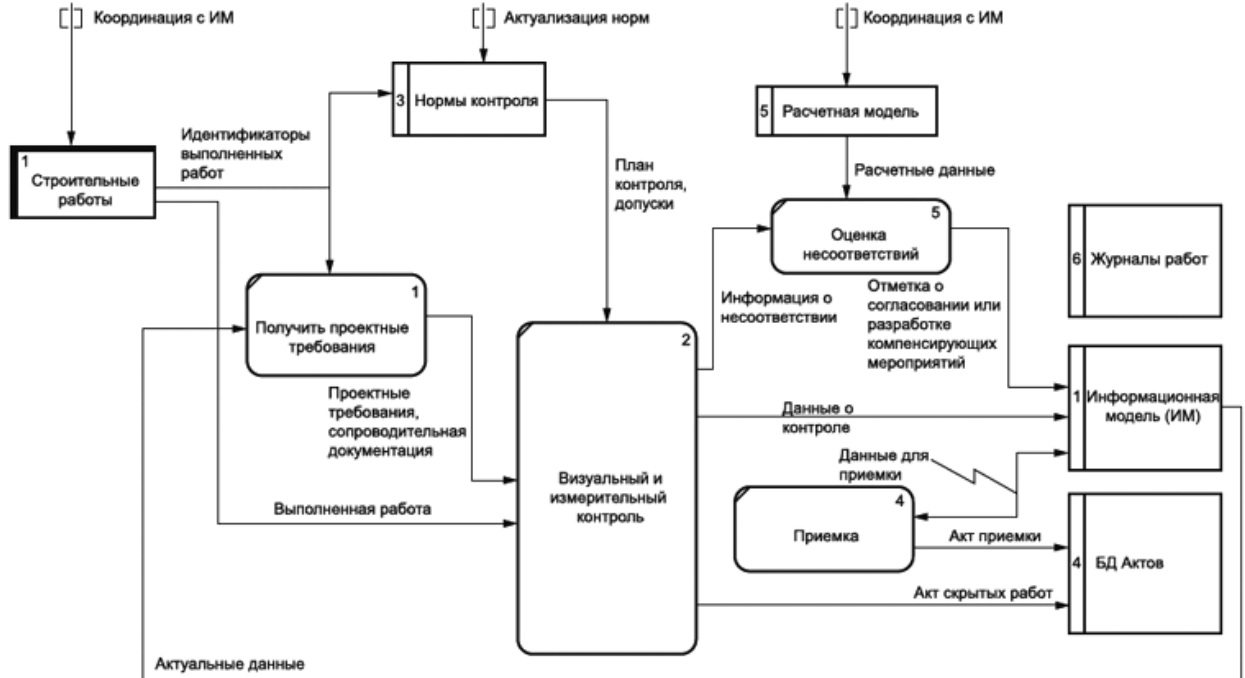 Координация с ИМ
Актуализация норм
Координация с ИМ
3
Нормы контроля
5
Расчетная модель
Идентификаторы
выполненных
работ
1
Строительные
работы
План
контроля,
допуски
Расчетные данные
5
Оценка
несоответствий
6
Журналы работ
1
Получить проектные
требования
Информация о
несоответствии
Отметка о
согласовании или
разработке
компенсирующих
мероприятий
2
Визуальный и
измерительный
контроль
Проектные
требования,
сопроводительная
документация
1
Информационная
модель (ИМ)
Данные о
контроле
Данные для
приемки
Выполненная работа
4
Приемка
Акт приемки
4
БД Актов
Акт скрытых работ
Актуальные данные